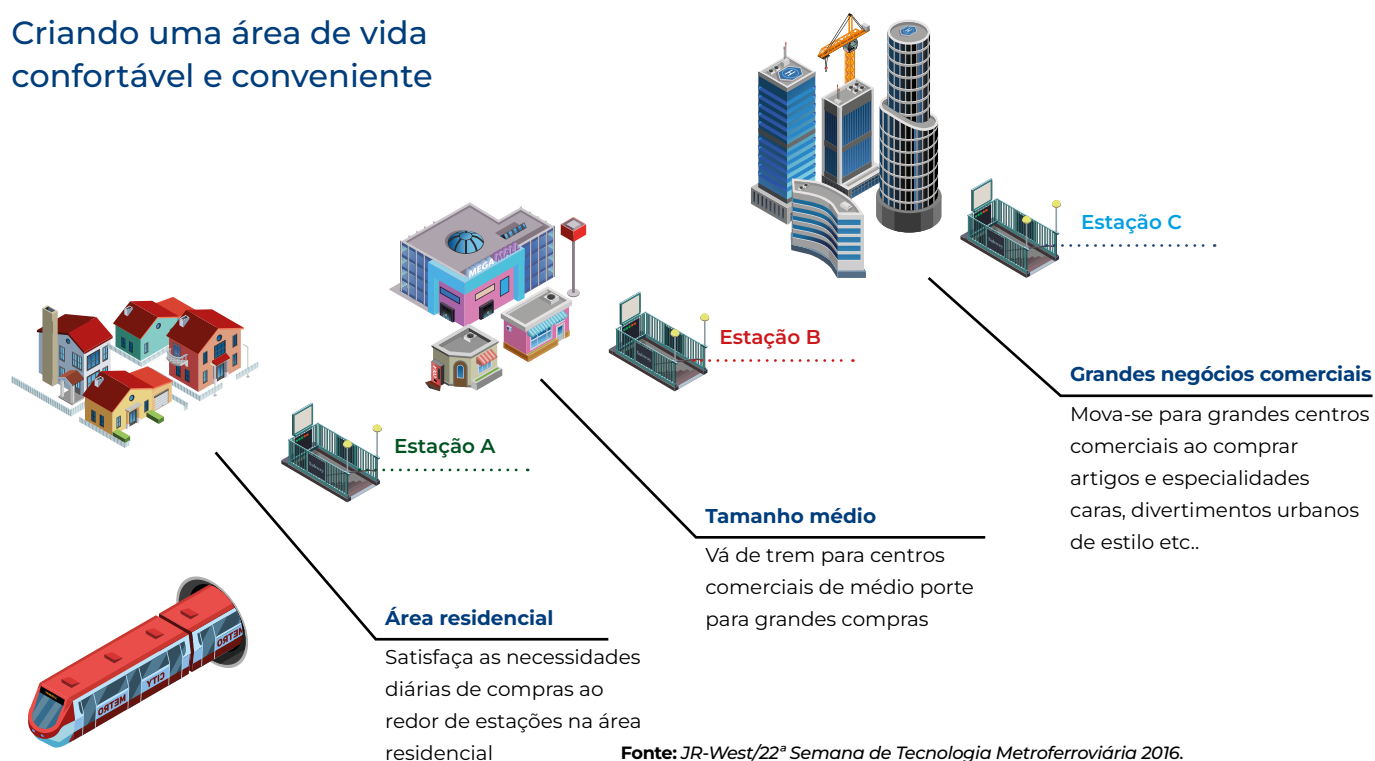 Criando uma área de vida
confortável e conveniente
MEGA MALL
Estação C
Estação B
Estação A
Grandes negócios comerciais
Mova-se para grandes centros
comerciais ao comprar
artigos e especialidades
caras, divertimentos urbanos
de estilo etc..
Tamanho médio
Vá de trem para centros
comerciais de médio porte
para grandes compras
Área residencial
Satisfaça as necessidades
diárias de compras ao
redor de estações na área
residencial
METRO
CITY
METRO
METRO
Fonte: JR-West/22ª Semana de Tecnologia Metroferroviária 2016.